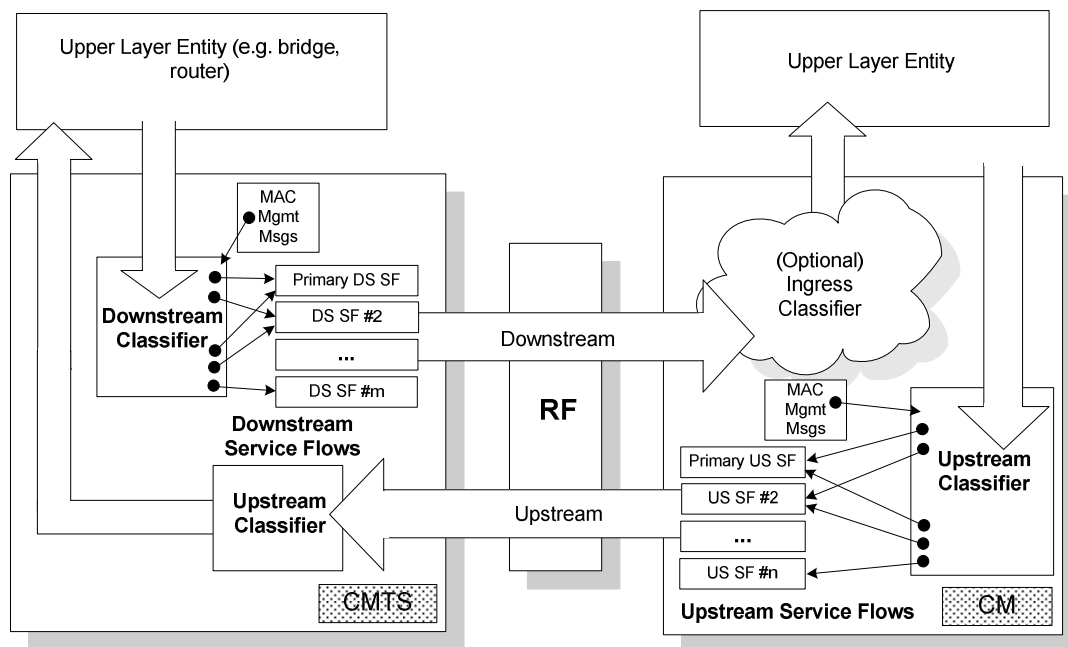 Upper Layer Entity (e.g. bridge,
router)
Upper Layer Entity
MAC
Mgmt
Msgs
Downstream
Classifier
Primary DS SF
DS SF #2
...
DS SF #m
Downstream
Service Flows
Upstream
Classifier
CMTS
Downstream
RF
Upstream
(Optional)
Ingress
Classifier
MAC
Mgmt
Msgs
Primary US SF
US SF #2
...
US SF #n
Upstream
Classifier
Upstream Service Flows
CM